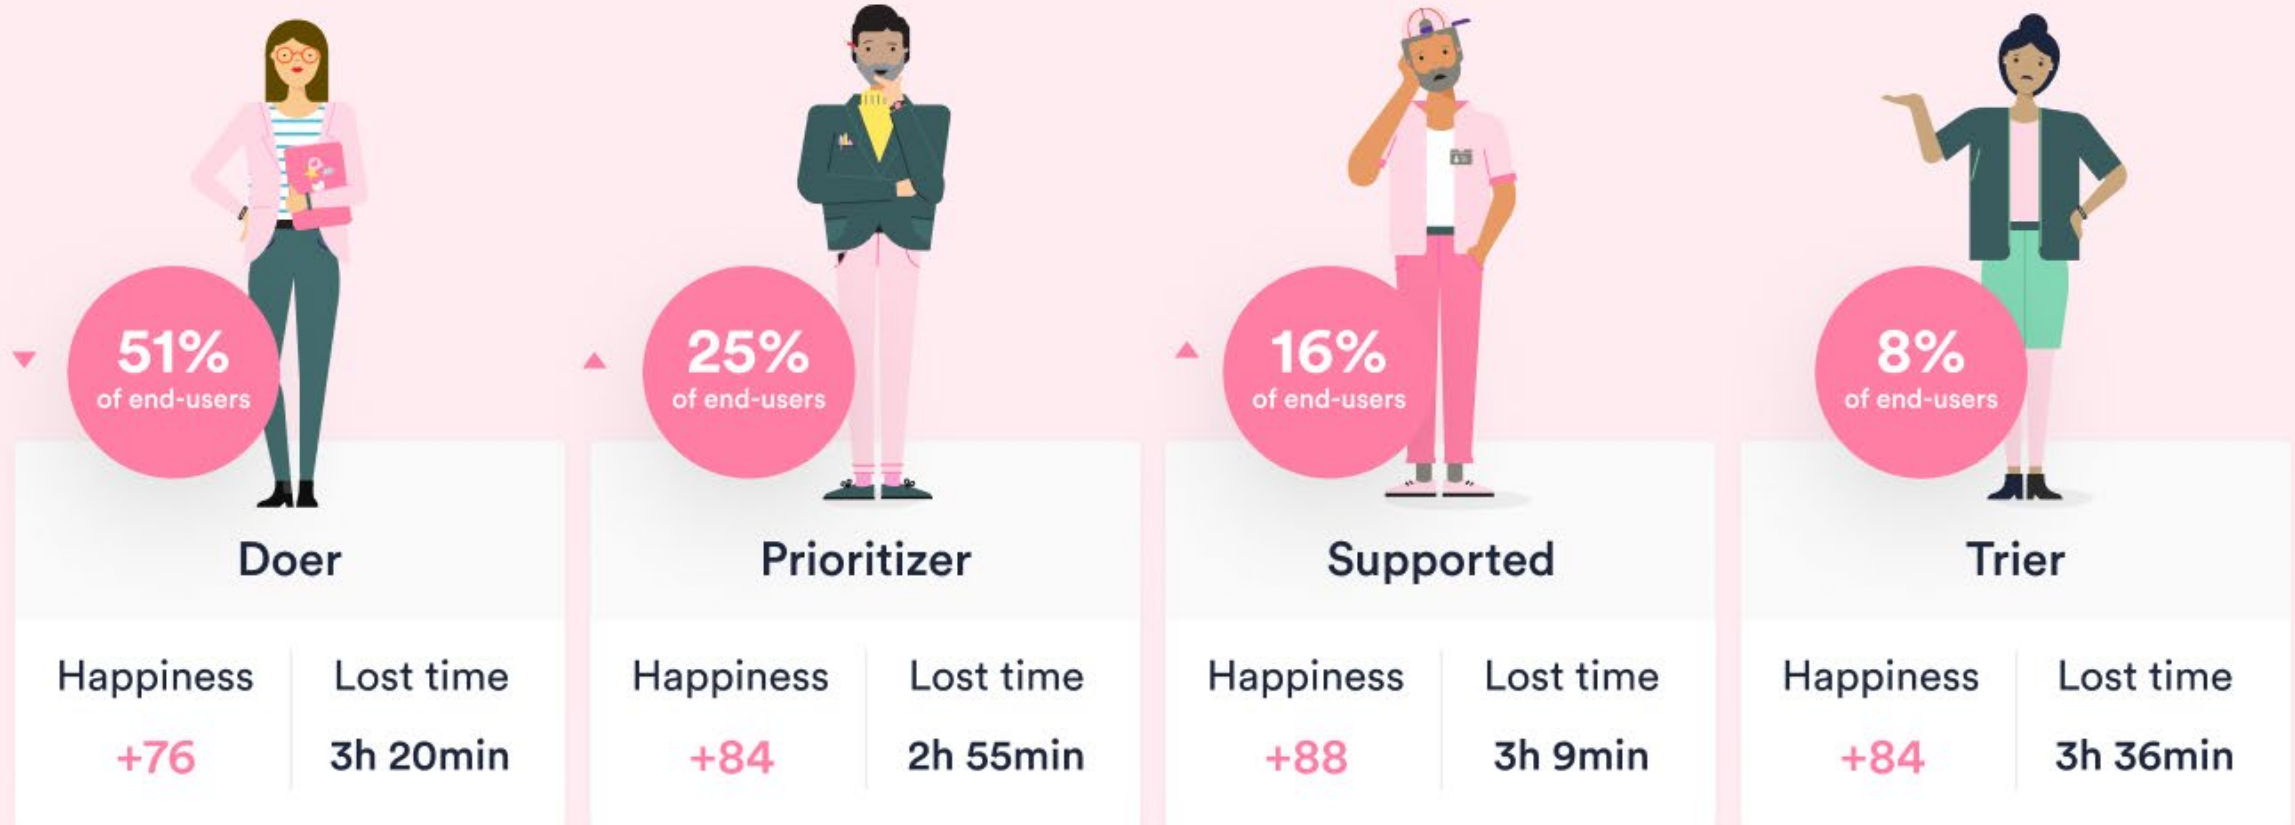 51%
of end-users
Doer
Happiness
+76
Lost time
3h 20min
25%
of end-users
Prioritizer
Happiness
+84
Lost time
2h 55min
16%
of end-users
Supported
Happiness
+88
Lost time
3h 9min
8%
of end-users
Trier
Happiness
+84
Lost time
3h 36min